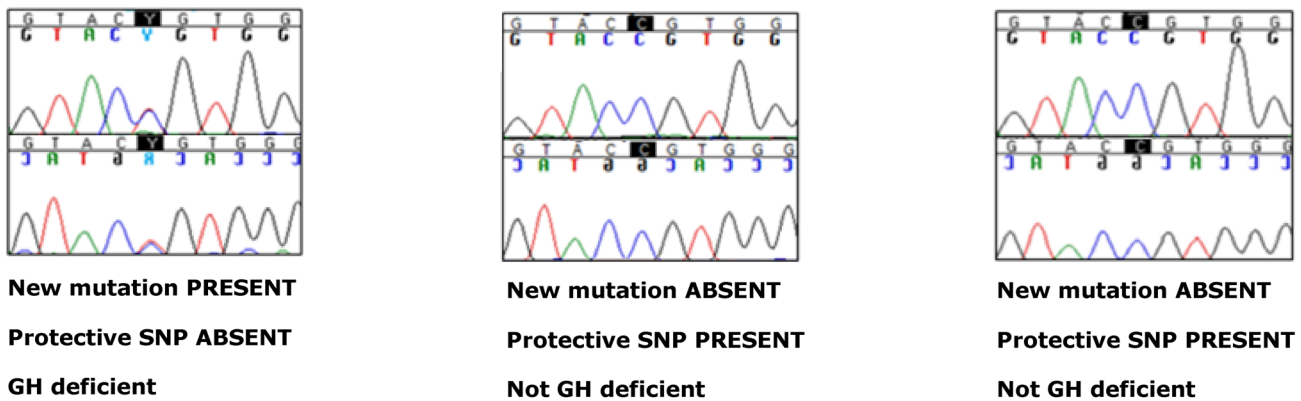 G T A C Y G T G G
G T A C Y G T G G
G T A C Y G T G G G
C A T G R C A C C C
New mutation PRESENT
Protective SNP ABSENT
GH deficient
G T A C C G T G G
G T A C C G T G G
G T A C C G T G G G
C A T G G C A C C C
New mutation ABSENT
Protective SNP PRESENT
Not GH deficient
G T A C C G T G G
G T A C C G T G G
G T A C C G T G G G
C A T G G C A C C C
New mutation ABSENT
Protective SNP PRESENT
Not GH deficient